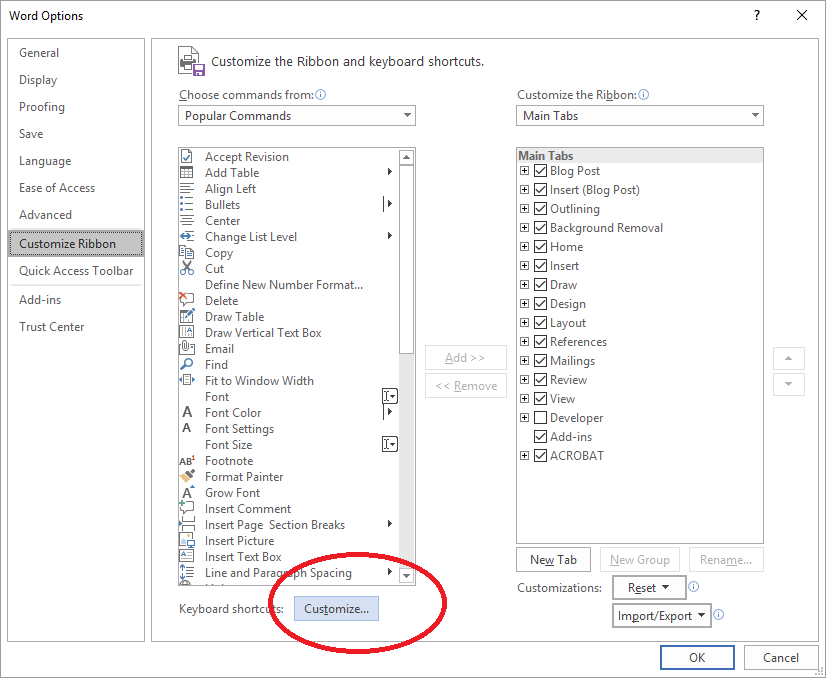 Word Options
?
General
Display
Proofing
Save
Language
Ease of Access
Advanced
Customize Ribbon
Quick Access Toolbar
Add-ins
Trust Center
Customize the Ribbon and keyboard shortcuts.
Choose commands from:
Popular Commands
Accept Revision
Add Table
Align Left
Bullets
Center
Change List Level
Copy
Cut
Define New Number Format...
Delete
Draw Table
Draw Vertical Text Box
Email
Find
Fit to Window Width
Font
Font Color
Font Settings
Font Size
Footnote
Format Painter
Grow Font
Insert Comment
Insert Page  Section Breaks
Insert Picture
Insert Text Box
Line and Paragraph Spacing
Keyboard shortcuts: Customize...
Add >>
<< Remove
Customize the Ribbon:
Main Tabs
Main Tabs
Blog Post
Insert (Blog Post)
Outlining
Background Removal
Home
Insert
Draw
Design
Layout
References
Mailings
Review
View
Developer
Add-ins
ACROBAT
New Tab New Group Rename...
Customizations: Reset
Import/Export
OK Cancel